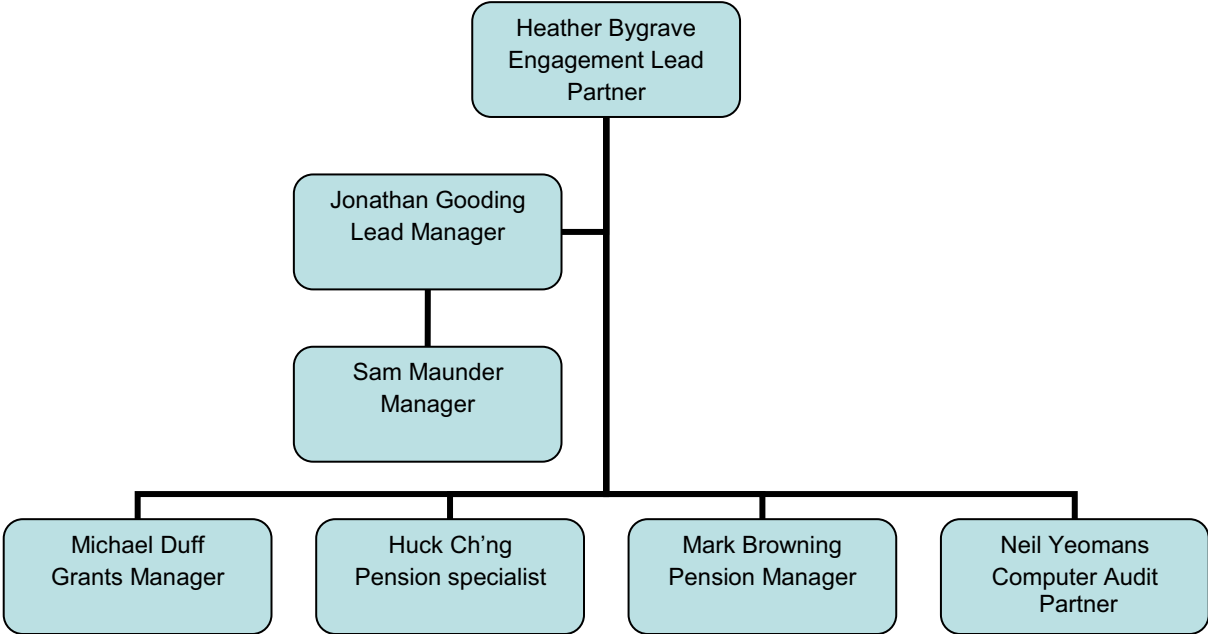 Heather Bygrave
Engagement Lead
Partner
Jonathan Gooding
Lead Manager
Sam Maunder
Manager
Michael Duff
Grants Manager
Huck Ch’ng
Pension specialist
Mark Browning
Pension Manager
Neil Yeomans
Computer Audit
Partner